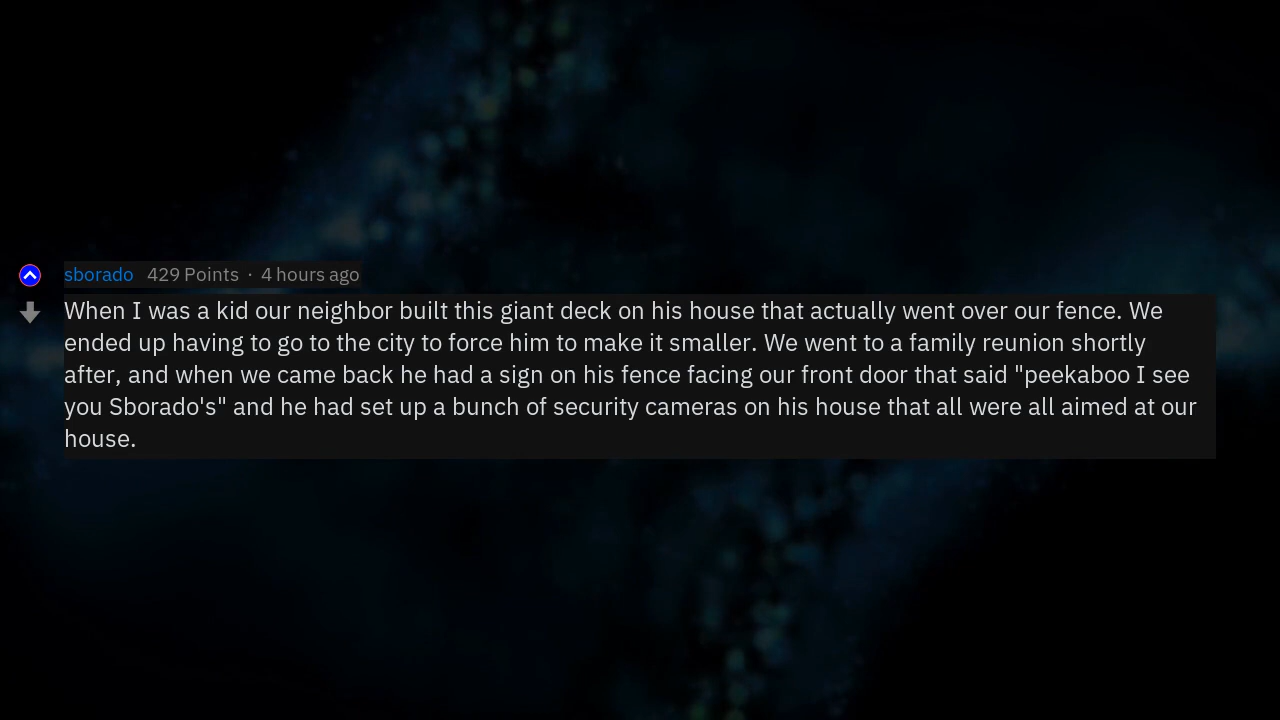 sborado 429 Points · 4 hours ago
When I was a kid our neighbor built this giant deck on his house that actually went over our fence. We
ended up having to go to the city to force him to make it smaller. We went to a family reunion shortly
after, and when we came back he had a sign on his fence facing our front door that said "peekaboo I see
you Sborado's" and he had set up a bunch of security cameras on his house that all were all aimed at our
house.